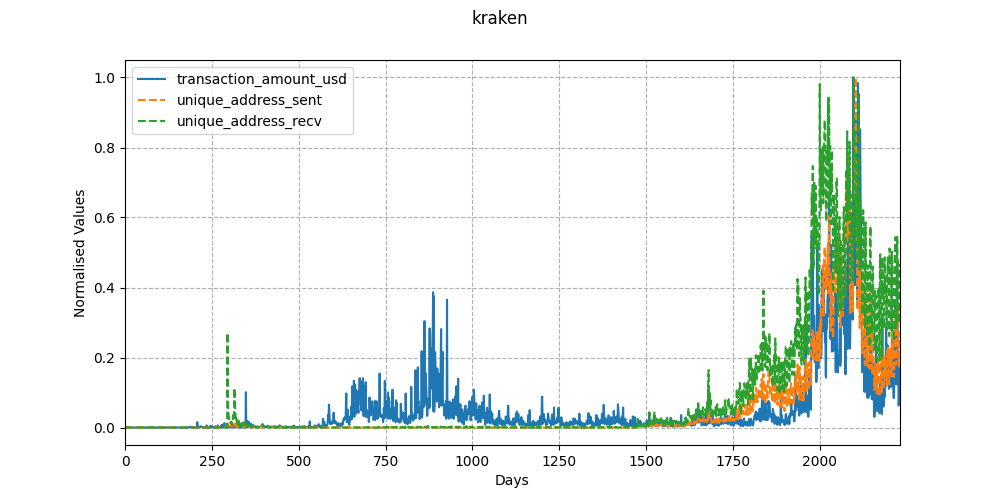 kraken
transaction_amount_usd
unique_address_sent
unique_address_recv
1.0
0.8
0.6
0.4
0.2
0.0
Normalised Values
0 250 500 750 1000 1250 1500 1750 2000
Days